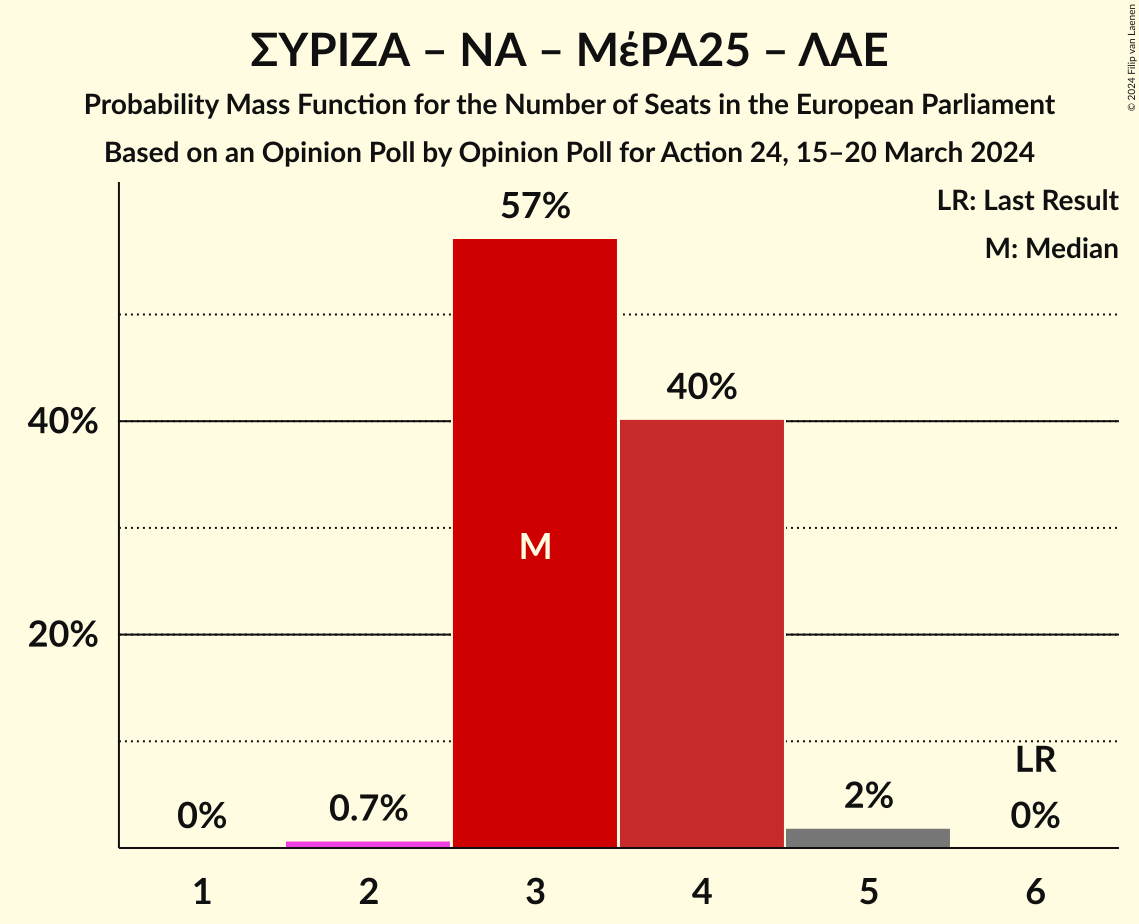 ΣΥΡΙΖΑ – ΝΑ – ΜέΡΑ25 – ΛΑΕ
Probability Mass Function for the Number of Seats in the European Parliament
Based on an Opinion Poll by Opinion Poll for Action 24, 15–20 March 2024
© 2024 Filip van Laenen
LR: Last Result
M: Median
57%
40%
40%
M
20%
LR
0%
0.7%
2%
0%
1
2
3
4
5
6